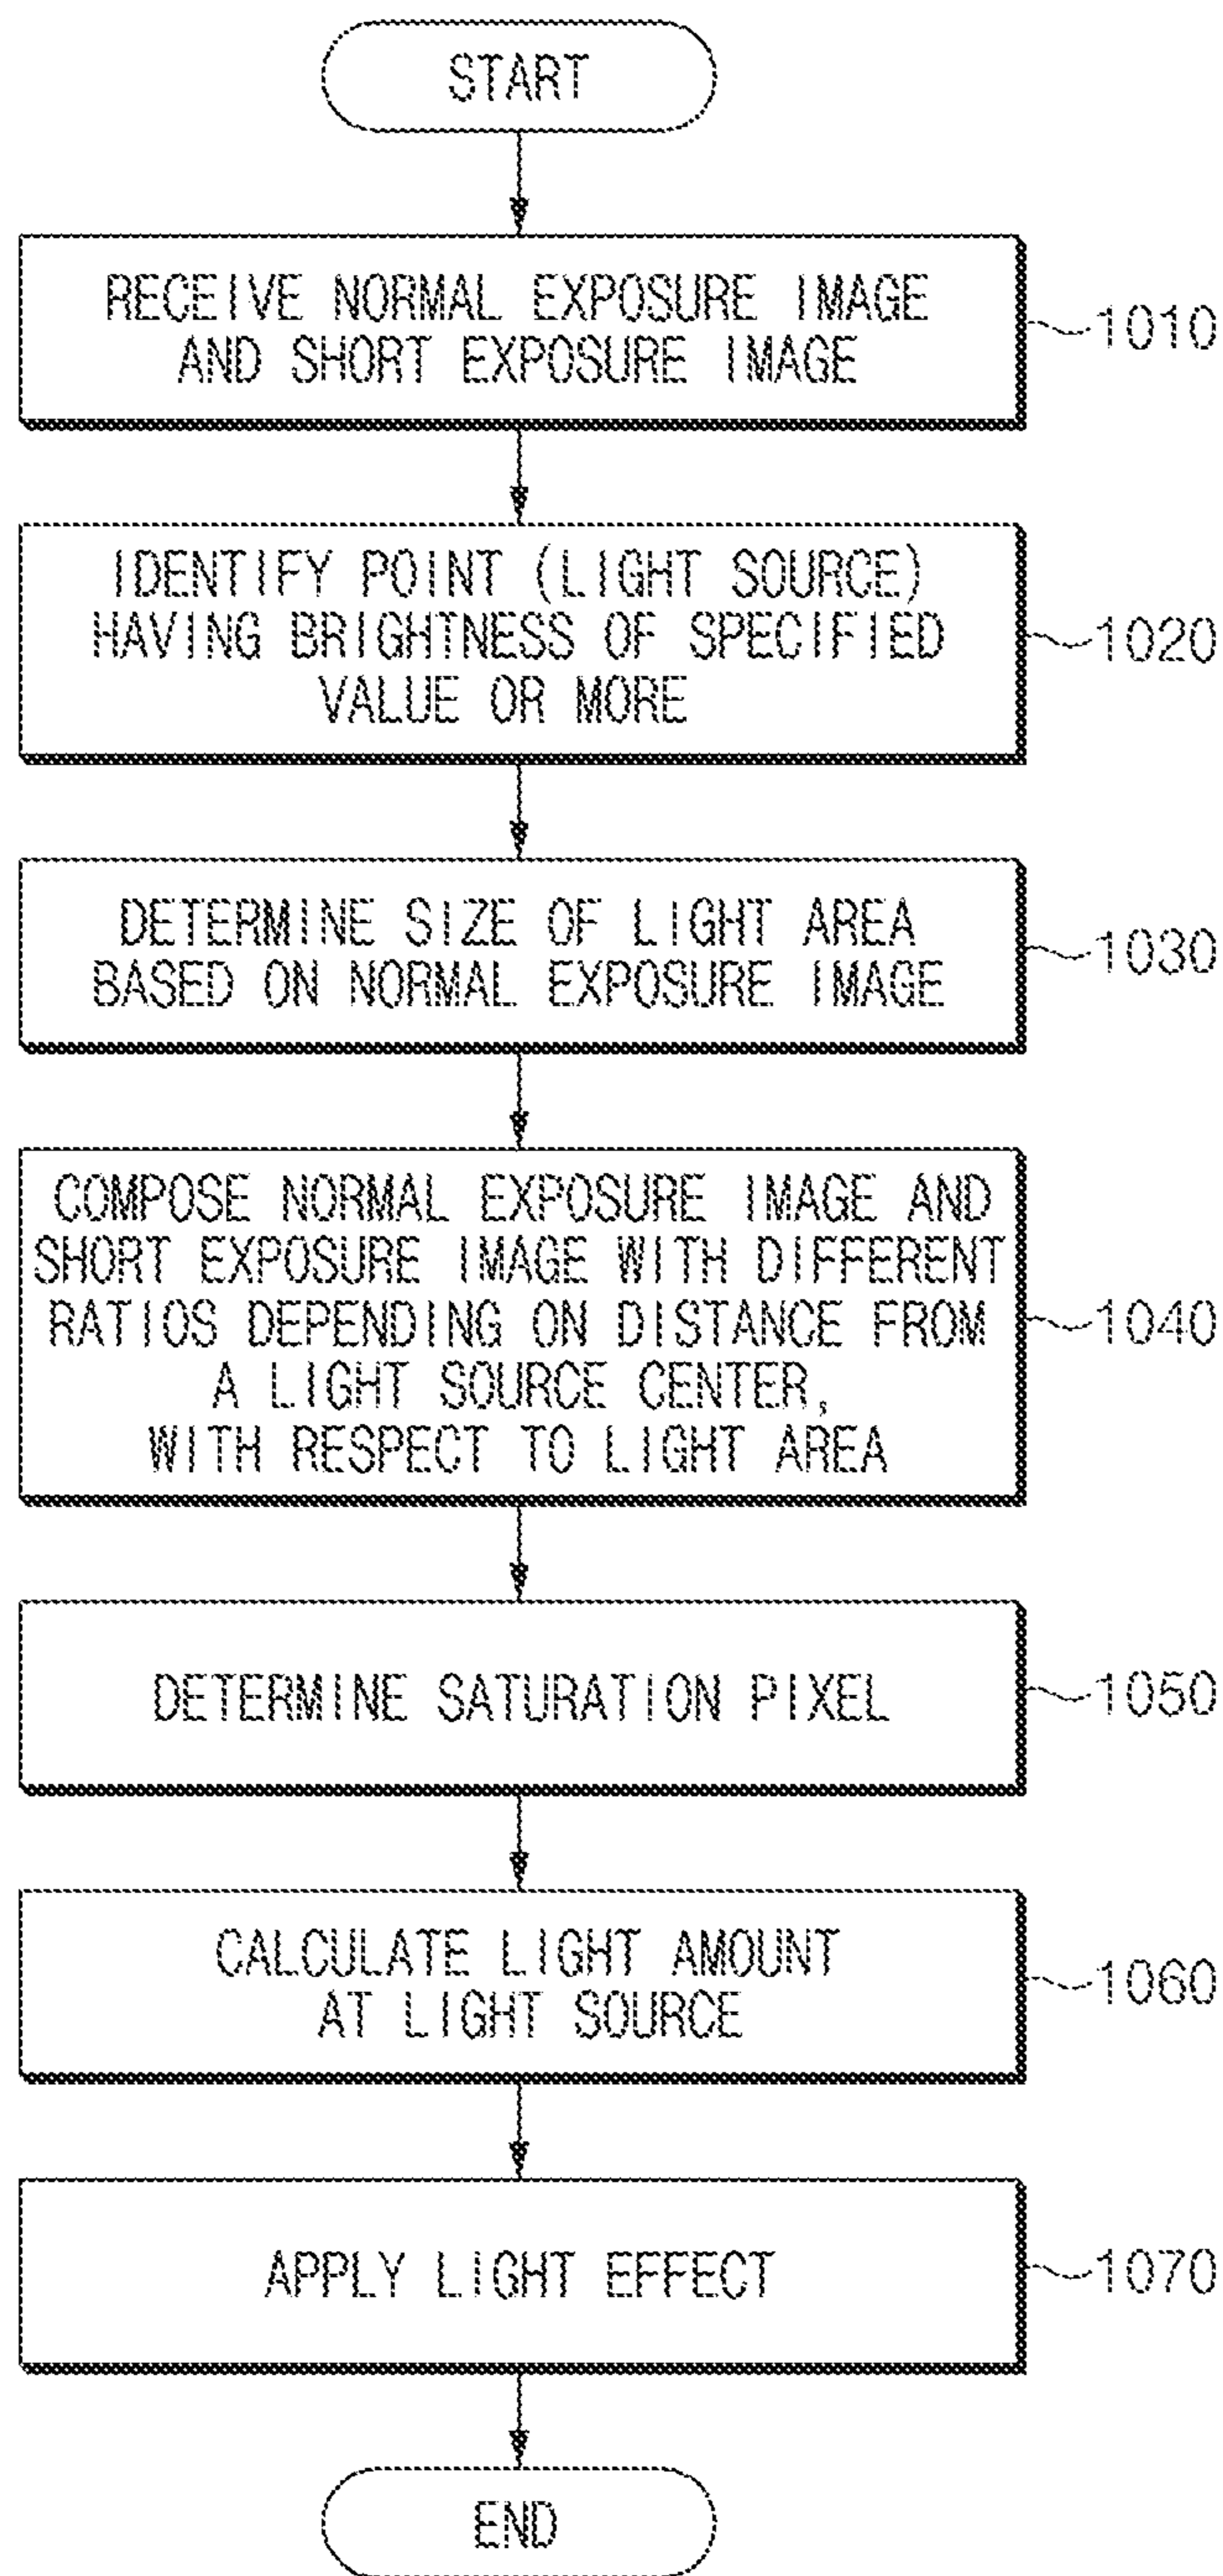 START
RECEIVE NORMAL EXPOSURE IMAGE
AND SHORT EXPOSURE IMAGE
1010
IDENTIFY POINT (LIGHT SOURCE)
HAVING BRIGHTNESS OF SPECIFIED
VALUE OR MORE
1020
DETERMINE SIZE OF LIGHT AREA
BASED ON NORMAL EXPOSURE IMAGE
1030
COMPOSE NORMAL EXPOSURE IMAGE AND
SHORT EXPOSURE IMAGE WITH DIFFERENT
RATIOS DEPENDING ON DISTANCE FROM
A LIGHT SOURCE CENTER,
WITH RESPECT TO LIGHT AREA
1040
DETERMINE SATURATION PIXEL
1050
CALCULATE LIGHT AMOUNT
AT LIGHT SOURCE
1060
APPLY LIGHT EFFECT
1070
END